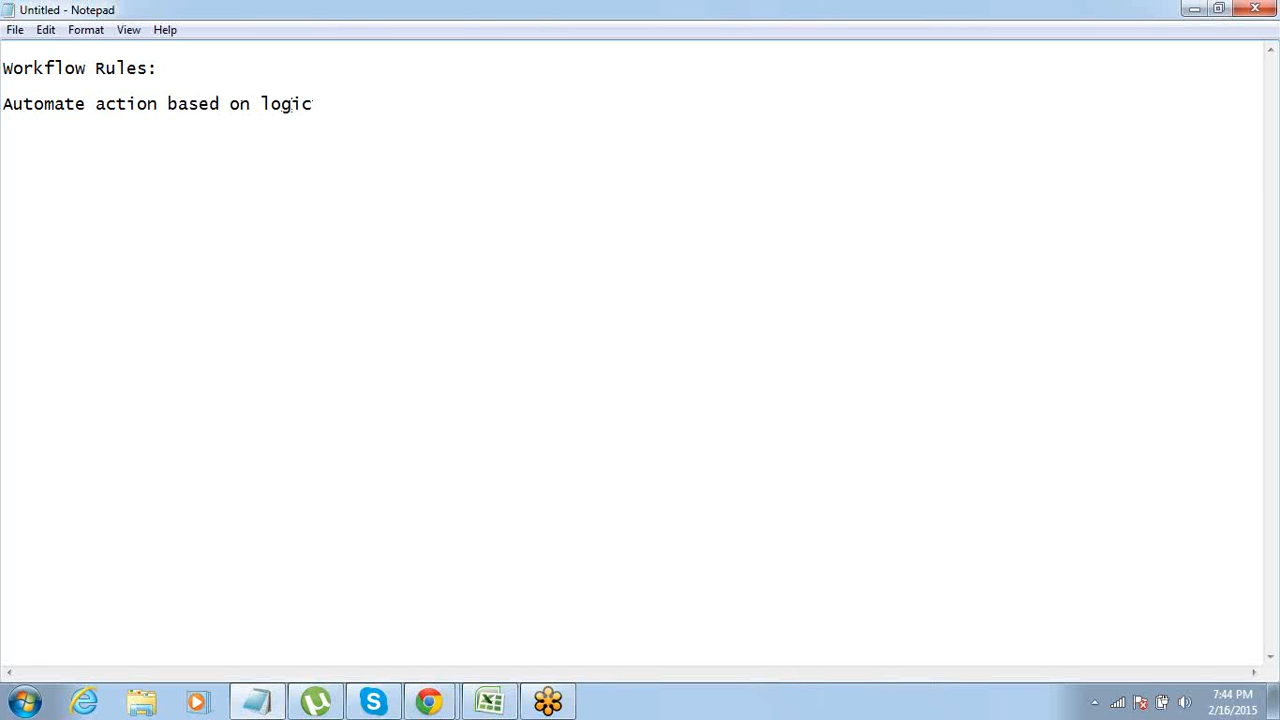 Untitled - Notepad
File Edit Format View Help
Workflow Rules:
Automate action based on logic
7:44 PM
2/16/2015